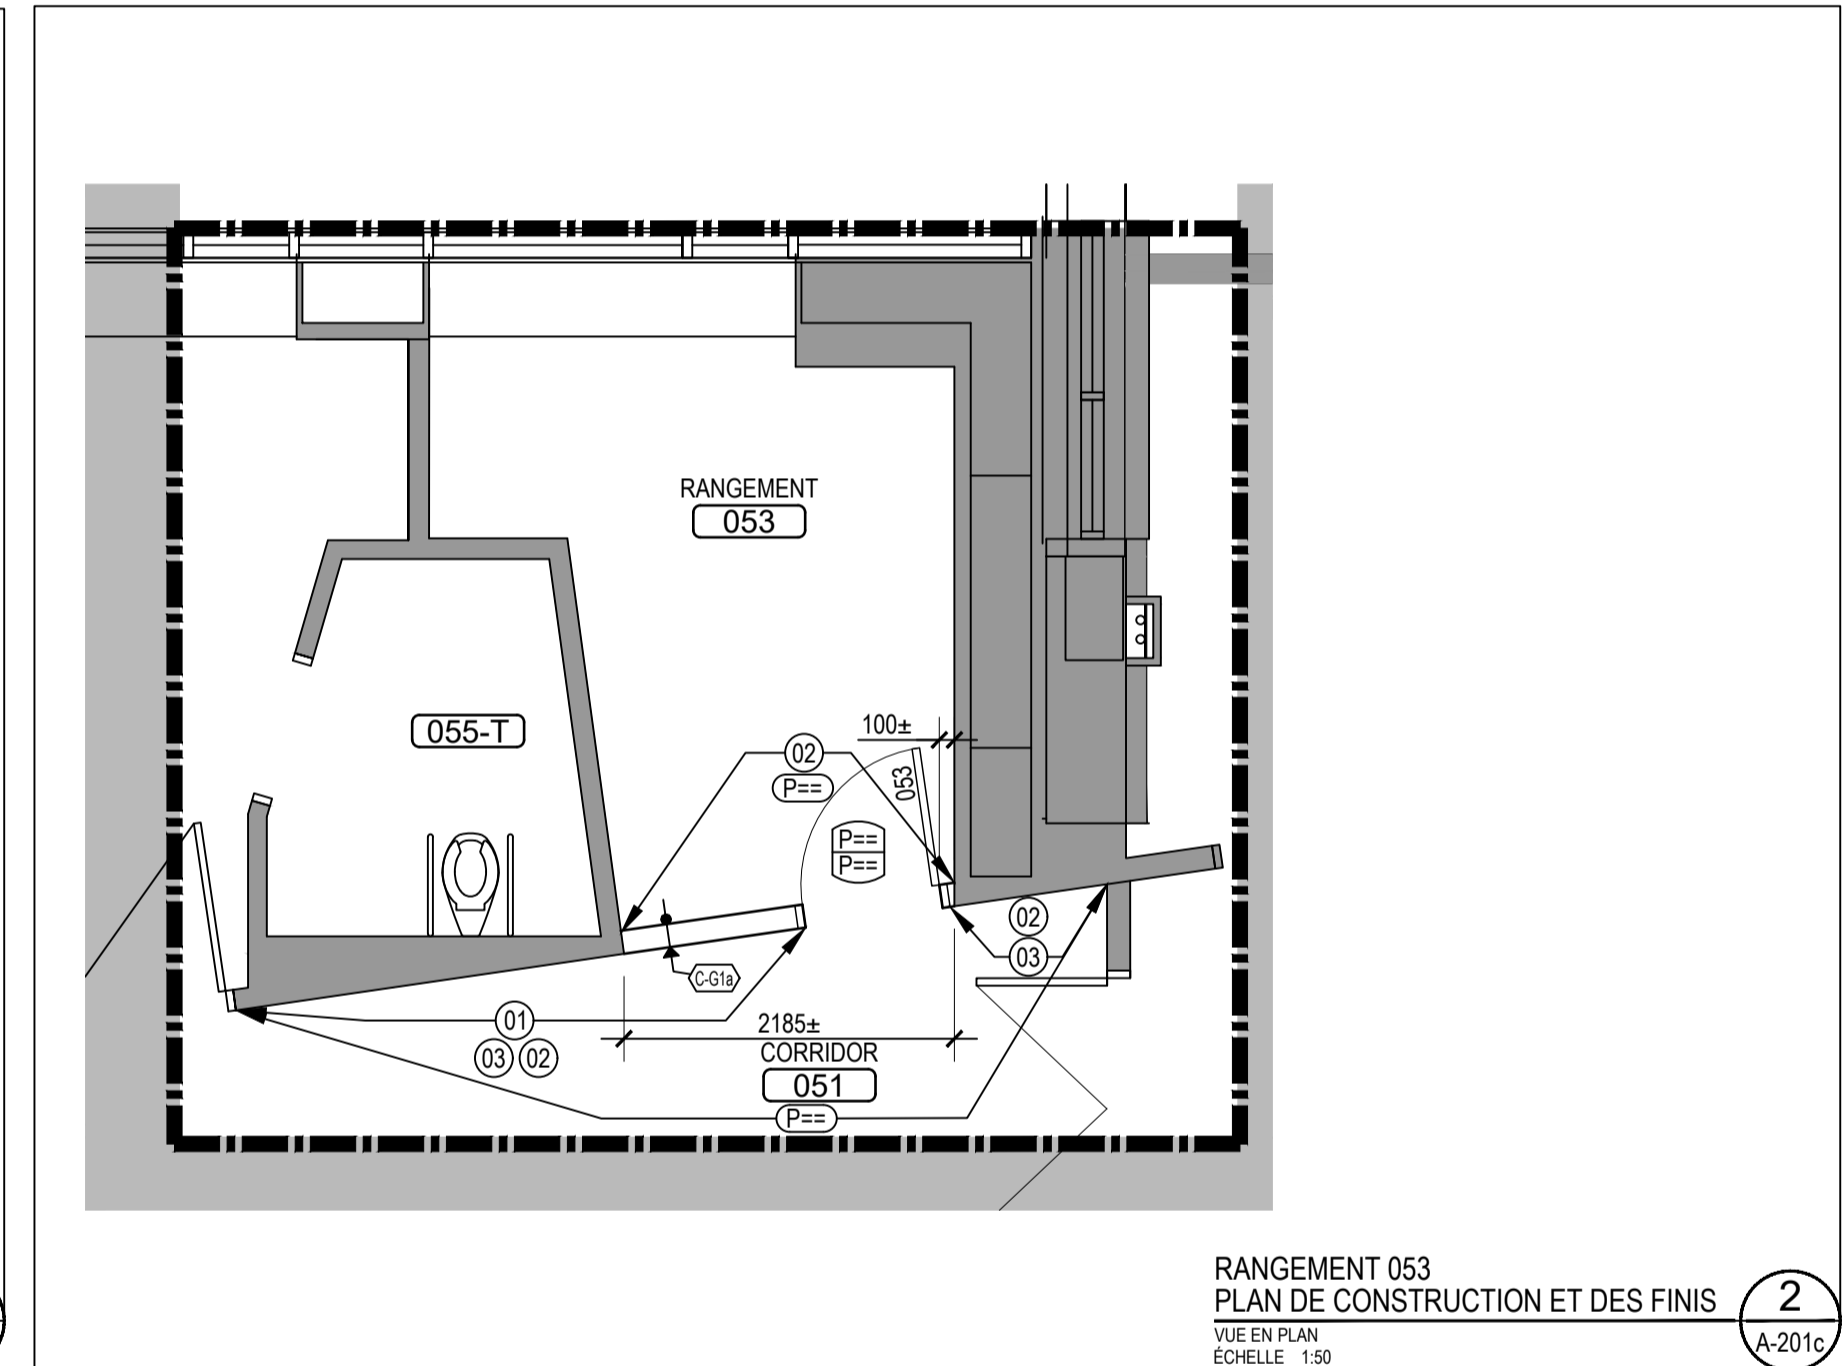 RANGEMENT
053
055-T
100±
02
P==
053
P==
P==
C-G1a
02
03
01
03 02
2185±
CORRIDOR
051
P==
RANGEMENT 053
PLAN DE CONSTRUCTION ET DES FINIS
VUE EN PLAN
ÉCHELLE 1:50
2
A-201c